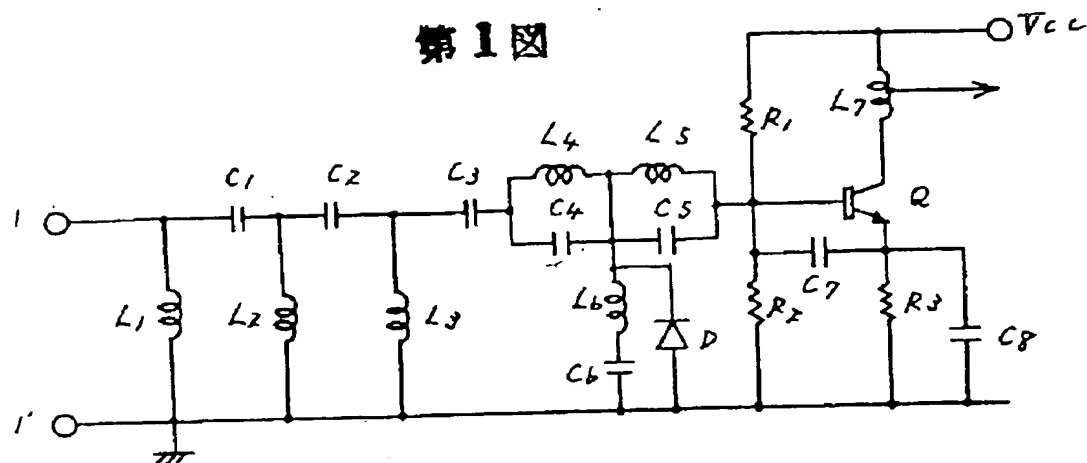 第1図
Vcc
L7
R1
L4
L5
C1
C2
C3
Q
1
C4
C5
C7
L1
L2
L3
L6
R2
R3
D
C8
C6
1'